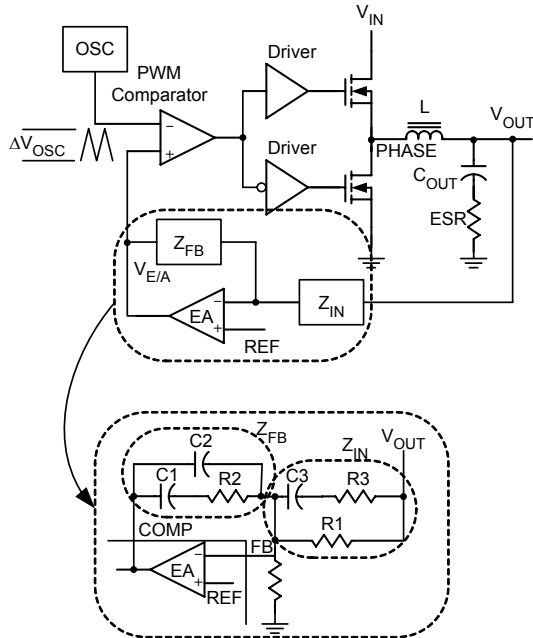 V_IN
OSC
PWM
Comparator
Driver
ΔV_OSC
−
+
Driver
L
V_OUT
PHASE
C_OUT
ESR
Z_FB
V_E/A
EA
−
+
REF
Z_IN
Z_FB
Z_IN
V_OUT
C2
C1
R2
C3
R3
R1
COMP
FB
EA
−
+
REF